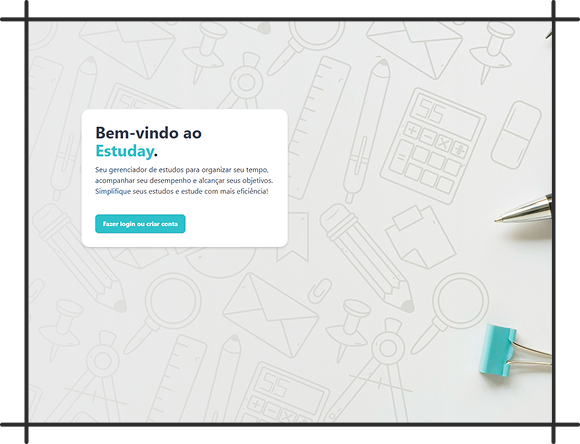 Bem-vindo ao
Estuday.
Seu gerenciador de estudos para organizar seu tempo,
acompanhar seu desempenho e alcançar seus objetivos.
Simplifique seus estudos e estude com mais eficiência!
Fazer login ou criar conta